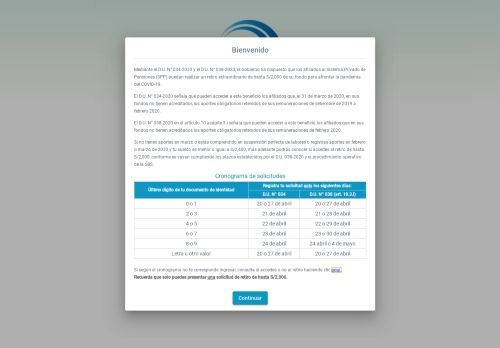 Bienvenido
Mediante el D.U. N° 034-2020 y el D.U. N° 038-2020, el Gobierno ha dispuesto que los afiliados al Sistema Privado de
Pensiones (SPP) puedan realizar un retiro extraordinario de hasta S/2,000 de su fondo para afrontar la pandemia
del COVID-19.
El D.U. N° 034-2020 señala que pueden acceder a este beneficio los afiliados que, al 31 de marzo de 2020, en sus
fondos no tienen acreditados los aportes obligatorios retenidos de sus remuneraciones de setiembre de 2019 a
febrero 2020.
El D.U. N° 038-2020 en el artículo 10 acápite 3.i señala que pueden acceder a este beneficio los afiliados que en sus
fondos no tienen acreditados los aportes obligatorios retenidos de sus remuneraciones de febrero 2020.
Si no tienes aportes en marzo o estás comprendido en suspensión perfecta de labores o registras aportes en febrero
o marzo de 2020 y tu sueldo es menor o igual a S/2,400, más adelante podrás conocer si accedes al retiro de hasta
S/2,000, conforme se vayan cumpliendo los plazos establecidos por el D.U. 038-2020 y el procedimiento operativo
de la SBS.
Cronograma de solicitudes
Último dígito de tu documento de identidad
Registra tu solicitud solo los siguientes días:
D.U. N° 034 D.U. N° 038 (art. 10.3.i)
0 o 1 20 o 27 de abril 20 o 27 de abril
2 o 3 21 de abril 21 o 28 de abril
4 o 5 22 de abril 22 o 29 de abril
6 o 7 23 de abril 23 o 30 de abril
8 o 9 24 de abril 24 abril o 4 de mayo
Letra u otro valor 20 o 27 de abril 20 o 27 de abril
Si según el cronograma no te corresponde ingresar, consulta si accedes o no al retiro haciendo clic aquí.
Recuerda que solo puedes presentar una solicitud de retiro de hasta S/2,000.
Continuar